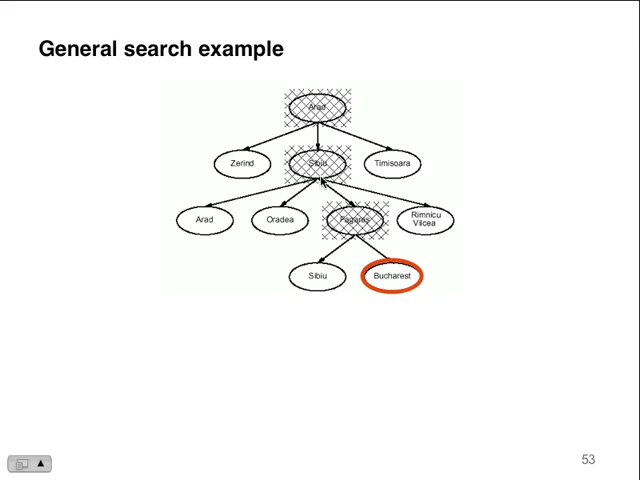 General search example
Arad
Zerind
Sibiu
Timisoara
Arad
Oradea
Fagaras
Rimnicu
Vilcea
Sibiu
Bucharest
53